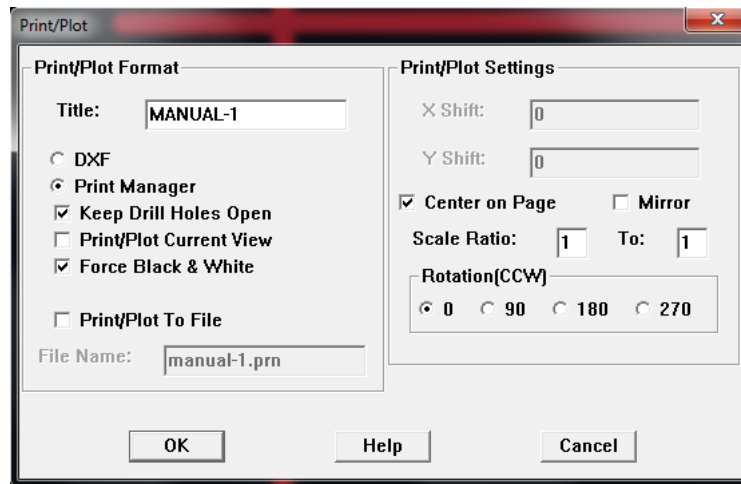 Print/Plot
Print/Plot Format
Title: MANUAL-1
DXF
Print Manager
Keep Drill Holes Open
Print/Plot Current View
Force Black & White
Print/Plot To File
File Name: manual-1.prn
Print/Plot Settings
X Shift: 0
Y Shift: 0
Center on Page Mirror
Scale Ratio: 1 To: 1
Rotation(CCW)
0 90 180 270
OK Help Cancel